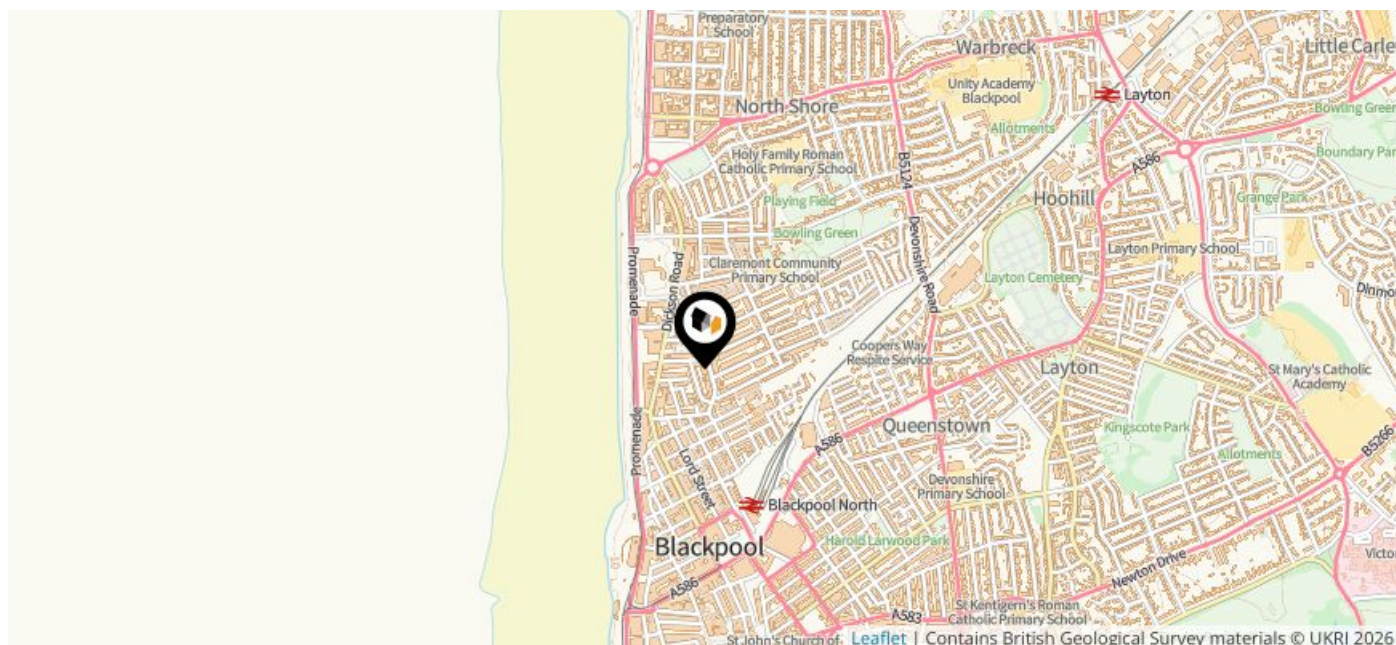 Preparatory
School
Warbreck
Little Carle
Unity Academy
Blackpool
Layton
North Shore
Bowling Green
Allotments
Holy Family Roman
Catholic Primary School
B5124
A586
Boundary Par
Hoohill
Grange Park
Playing Field
Bowling Green
Devonshire Road
Layton Primary School
Promenade
Dickson Road
Claremont Community
Primary School
Layton Cemetery
Dinmo
Coopers Way
Respite Service
Layton
St Mary's Catholic
Academy
Promenade
Queenstown
Kingscote Park
A586
B5266
Allotments
Lord Street
Devonshire
Primary School
Blackpool North
Harold Larwood Park
Blackpool
Victo
Newton Drive
A586
A583
St Kentigern's Roman
Catholic Primary School
St John's Church of
Leaflet | Contains British Geological Survey materials © UKRI 2026